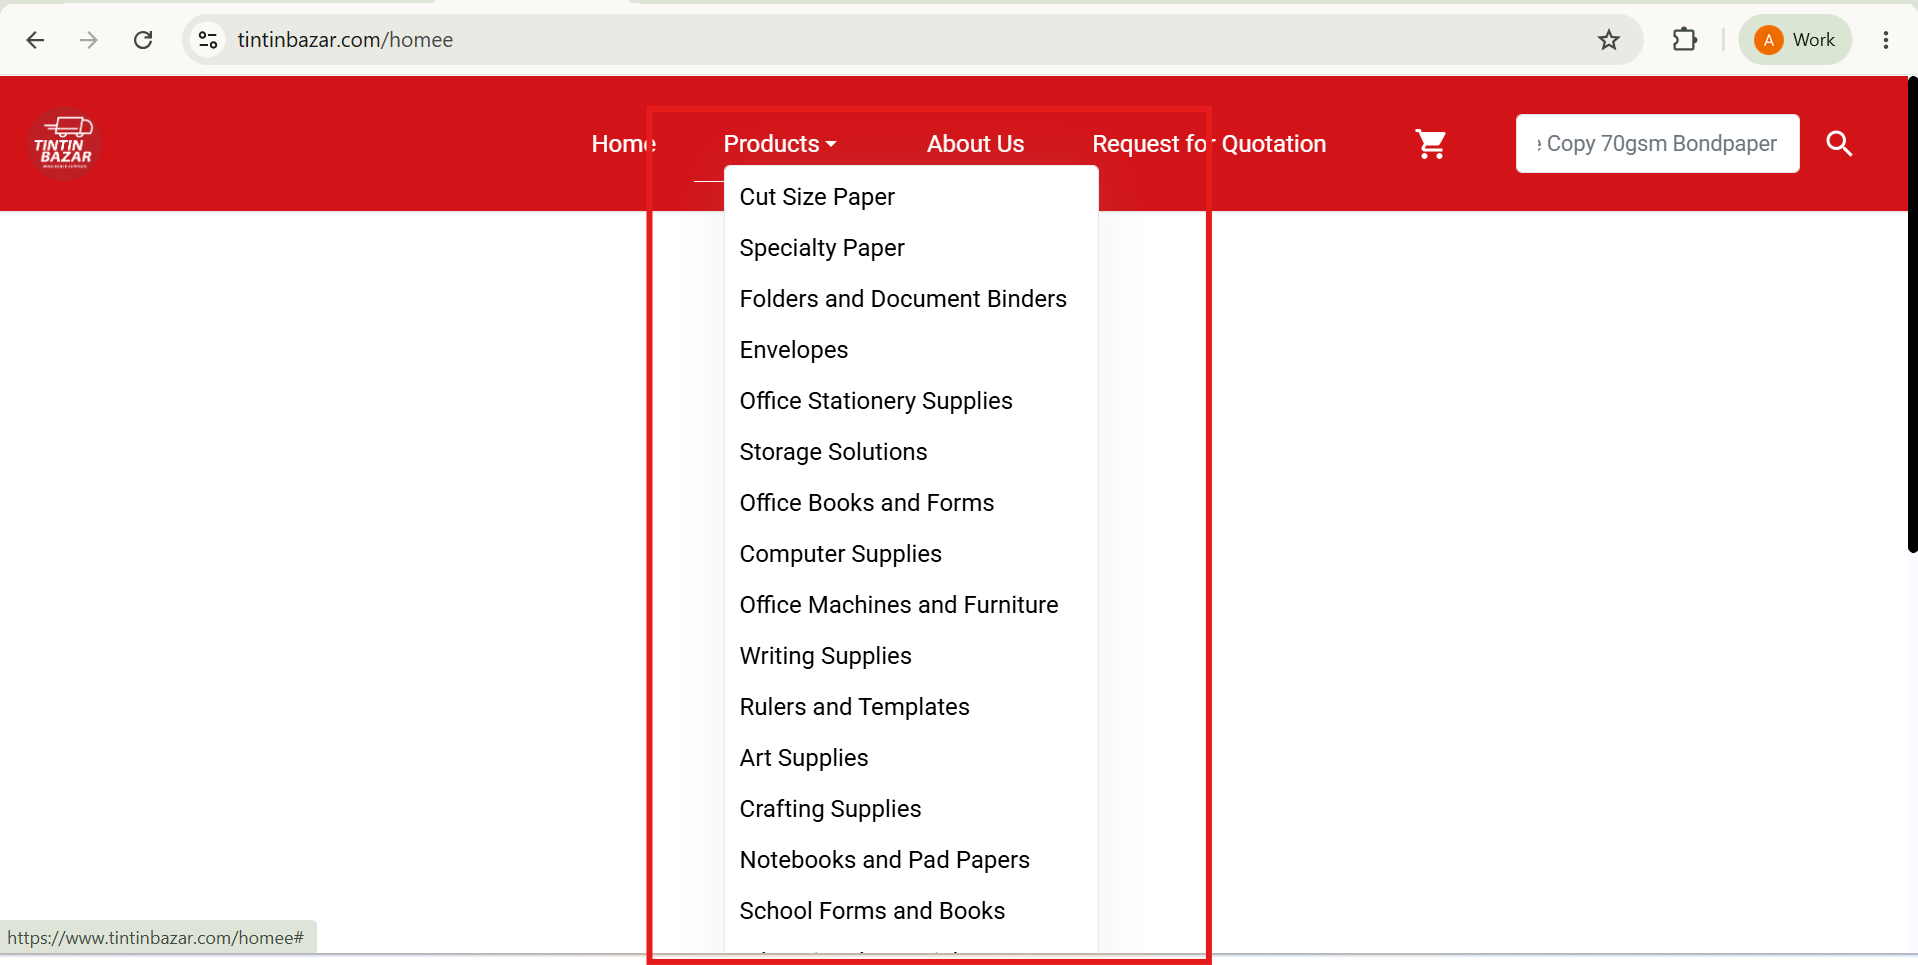 tintinbazar.com/homee
A
Work
TINTIN
BAZAR
Home
Products
About Us
Request for Quotation
Copy 70gsm Bondpaper
Cut Size Paper
Specialty Paper
Folders and Document Binders
Envelopes
Office Stationery Supplies
Storage Solutions
Office Books and Forms
Computer Supplies
Office Machines and Furniture
Writing Supplies
Rulers and Templates
Art Supplies
Crafting Supplies
Notebooks and Pad Papers
School Forms and Books
https://www.tintinbazar.com/homee#